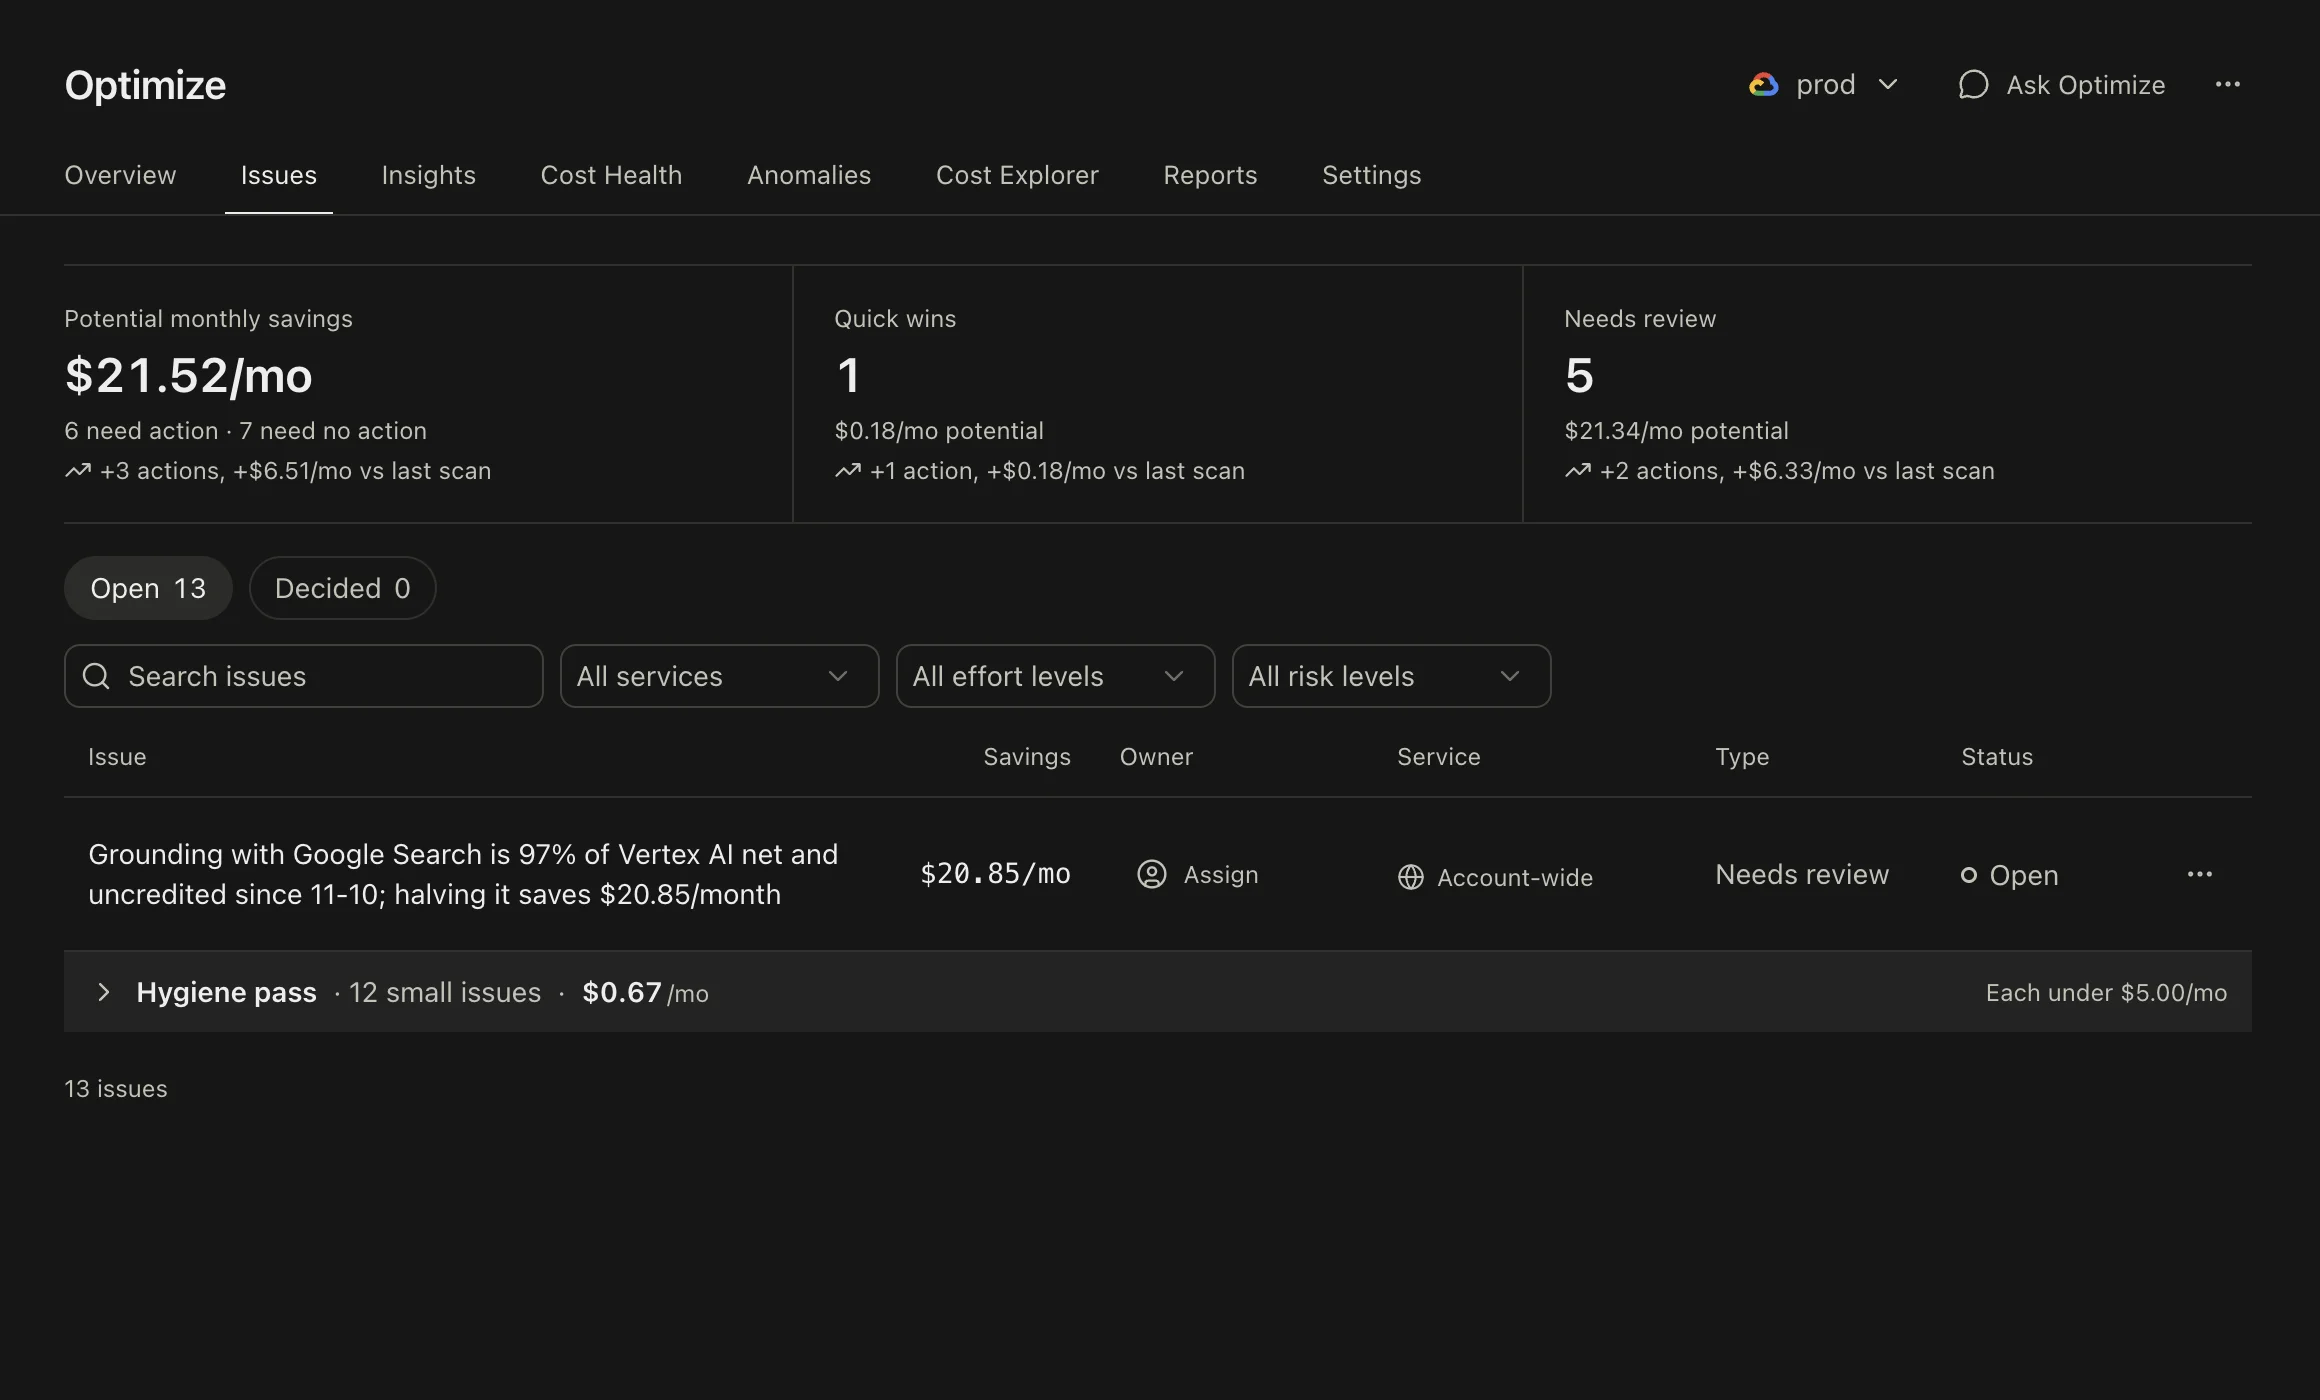 Optimize
prod
Ask Optimize
Overview
Issues
Insights
Cost Health
Anomalies
Cost Explorer
Reports
Settings
Potential monthly savings
$21.52/mo
6 need action · 7 need no action
+3 actions, +$6.51/mo vs last scan
Quick wins
1
$0.18/mo potential
+1 action, +$0.18/mo vs last scan
Needs review
5
$21.34/mo potential
+2 actions, +$6.33/mo vs last scan
Open 13
Decided 0
Search issues
All services
All effort levels
All risk levels
Issue
Savings
Owner
Service
Type
Status
Grounding with Google Search is 97% of Vertex AI net and
uncredited since 11-10; halving it saves $20.85/month
$20.85/mo
Assign
Account-wide
Needs review
Open
Hygiene pass · 12 small issues · $0.67/mo
Each under $5.00/mo
13 issues